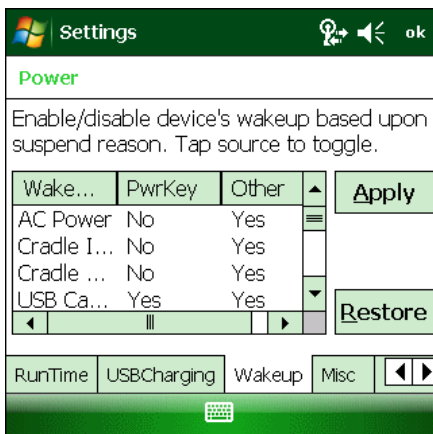 Settings ok
Power
Enable/disable device's wakeup based upon
suspend reason. Tap source to toggle.
Wake... PwrKey Other
AC Power No Yes
Cradle I... No Yes
Cradle ... No Yes
USB Ca... Yes Yes
Apply
Restore
RunTime USBCharging Wakeup Misc